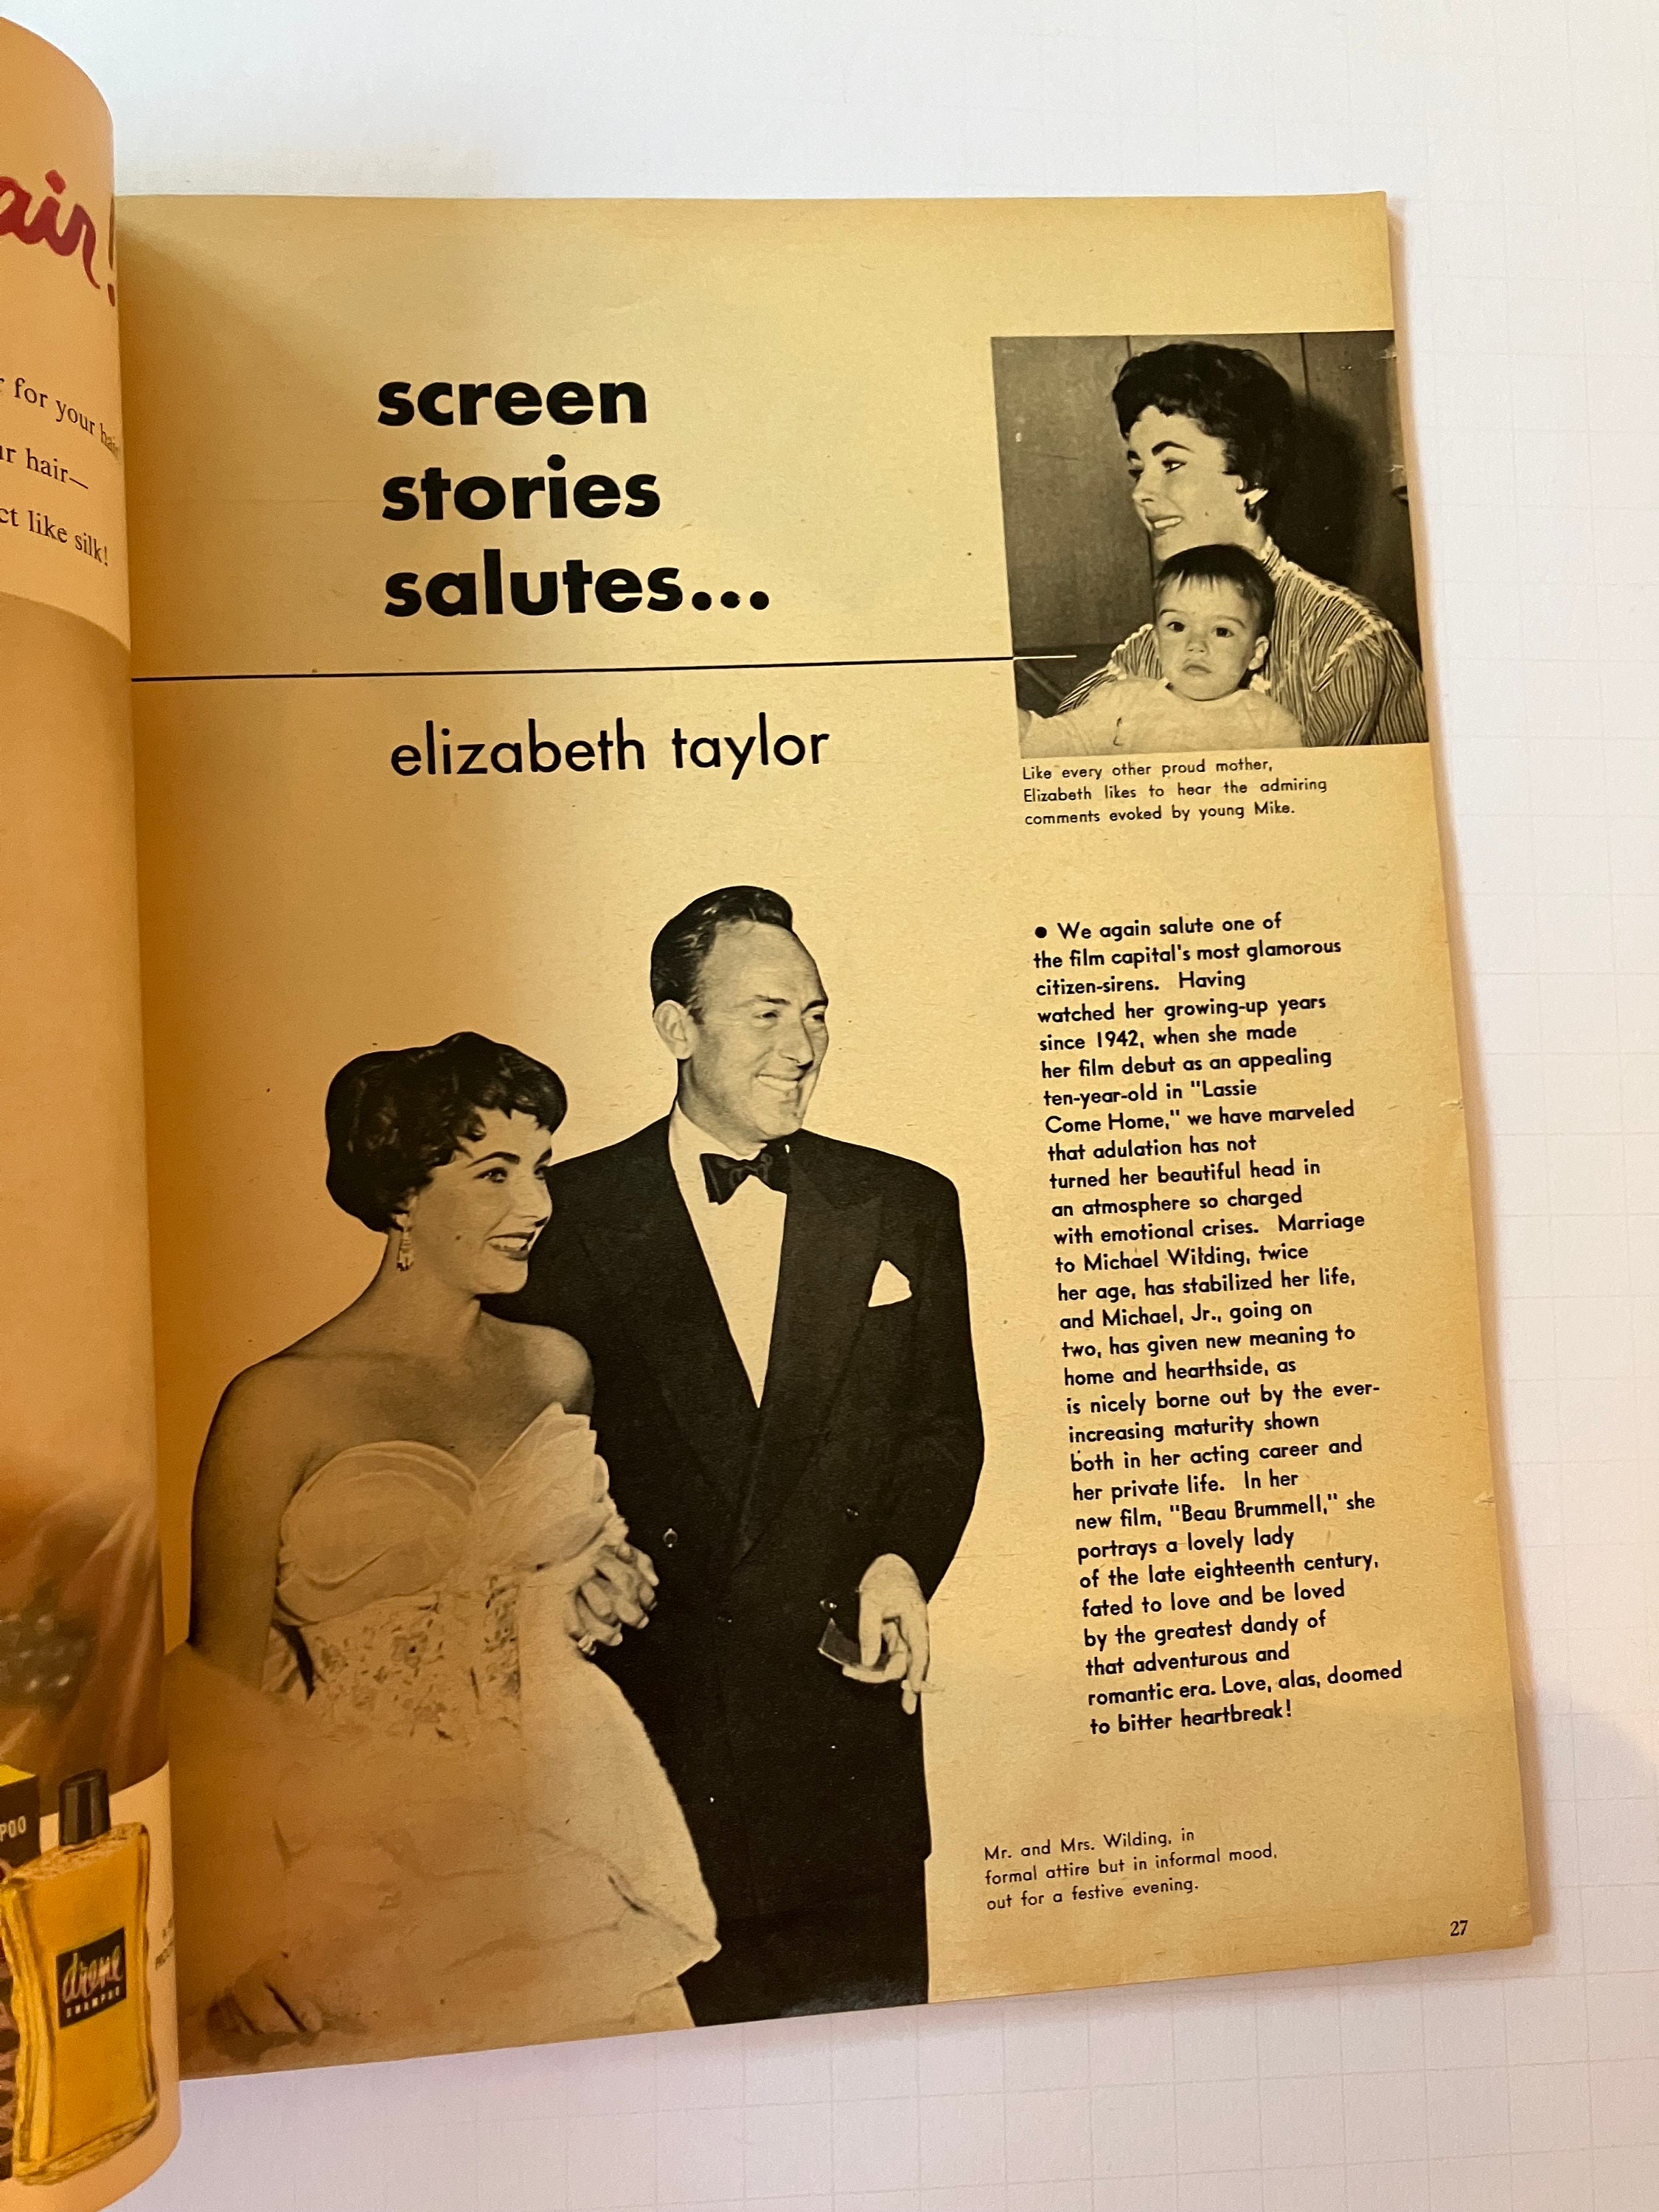 air!
for your hair
hair—
like silk!
POO
drene
SHAMPOO
screen
stories
salutes...
elizabeth taylor
Like every other proud mother,
Elizabeth likes to hear the admiring
comments evoked by young Mike.
● We again salute one of
the film capital's most glamorous
citizen-sirens. Having
watched her growing-up years
since 1942, when she made
her film debut as an appealing
ten-year-old in "Lassie
Come Home," we have marveled
that adulation has not
turned her beautiful head in
an atmosphere so charged
with emotional crises. Marriage
to Michael Wilding, twice
her age, has stabilized her life,
and Michael, Jr., going on
two, has given new meaning to
home and hearthside, as
is nicely borne out by the ever-
increasing maturity shown
both in her acting career and
her private life. In her
new film, "Beau Brummell," she
portrays a lovely lady
of the late eighteenth century,
fated to love and be loved
by the greatest dandy of
that adventurous and
romantic era. Love, alas, doomed
to bitter heartbreak!
Mr. and Mrs. Wilding, in
formal attire but in informal mood,
out for a festive evening.
27